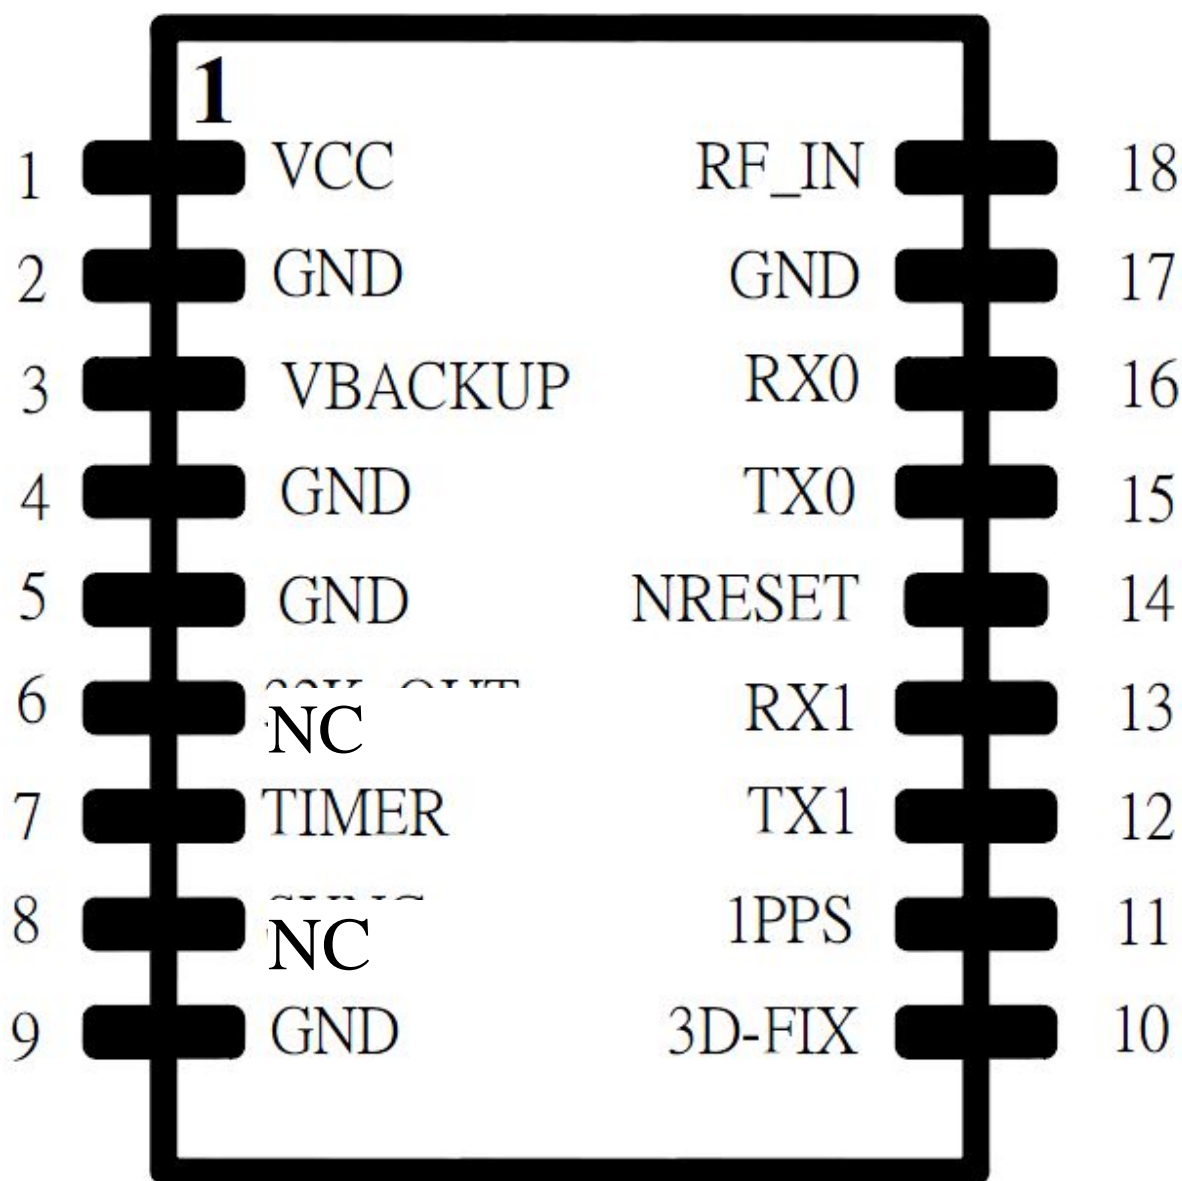 1
1 VCC RF_IN 18
2 GND GND 17
3 VBACKUP RX0 16
4 GND TX0 15
5 GND NRESET 14
6 NC RX1 13
7 TIMER TX1 12
8 NC 1PPS 11
9 GND 3D-FIX 10